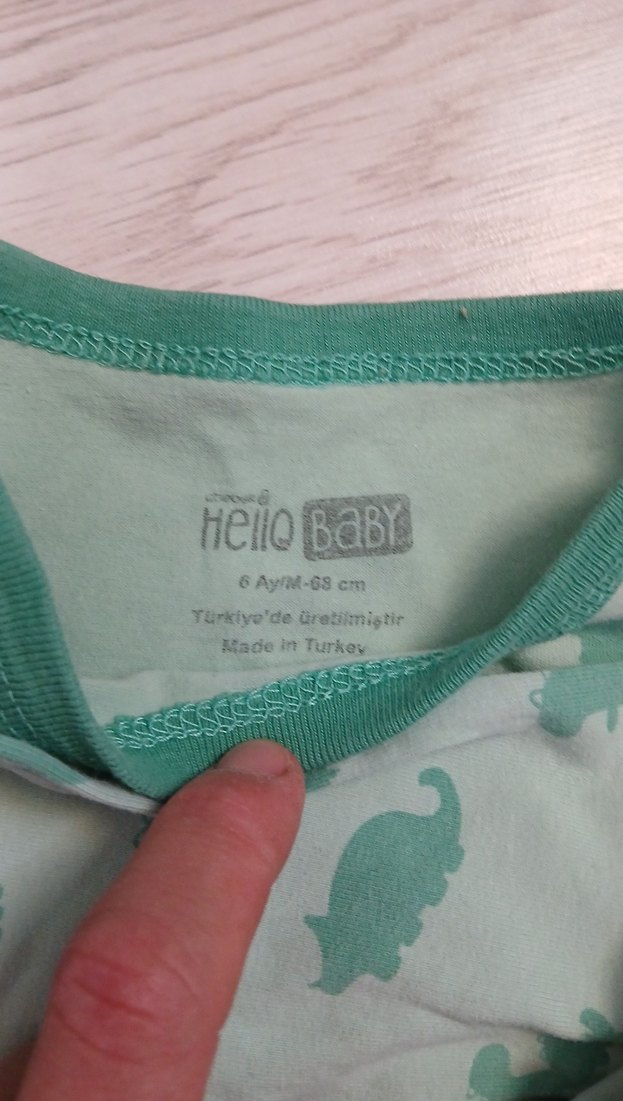 Hello BABY
6 Ay/M-68 cm
Türkiye'de üretilmiştir
Made in Turkey